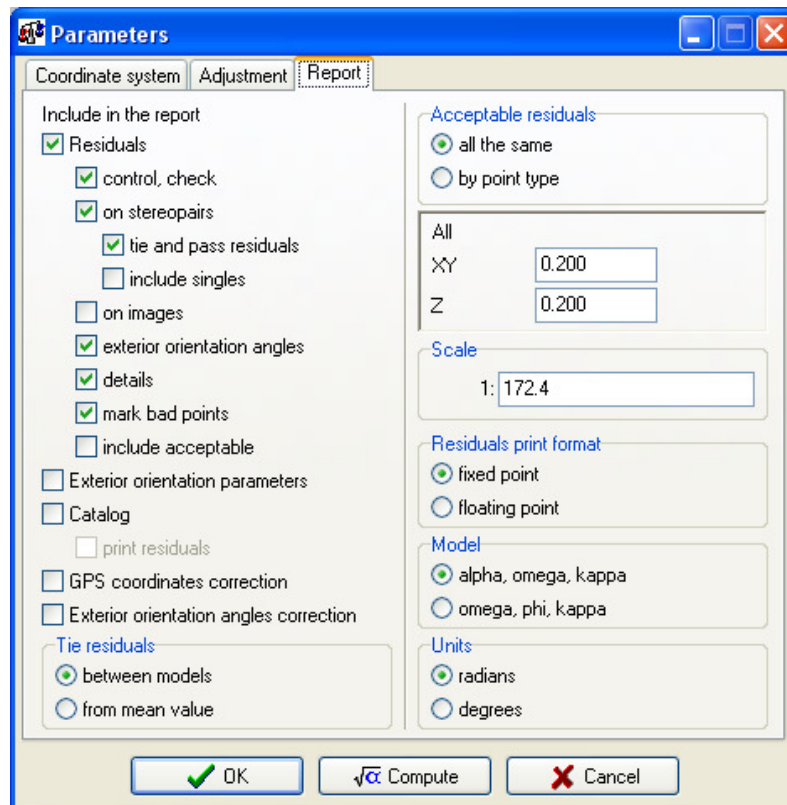 Parameters
Coordinate system
Adjustment
Report
Include in the report
Residuals
control, check
on stereopairs
tie and pass residuals
include singles
on images
exterior orientation angles
details
mark bad points
include acceptable
Exterior orientation parameters
Catalog
print residuals
GPS coordinates correction
Exterior orientation angles correction
Tie residuals
between models
from mean value
Acceptable residuals
all the same
by point type
All
XY 0.200
Z 0.200
Scale
1: 172.4
Residuals print format
fixed point
floating point
Model
alpha, omega, kappa
omega, phi, kappa
Units
radians
degrees
OK
√α Compute
Cancel